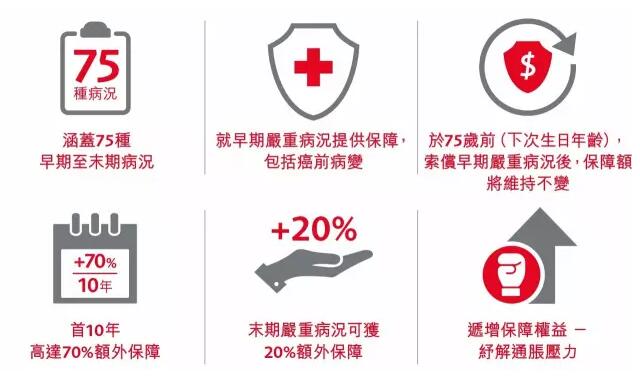 75
種病況
涵蓋75種
早期至末期病況
就早期嚴重病況提供保障，
包括癌前病變
$
於75歲前（下次生日年齡），
索償早期嚴重病況後，保障額
將維持不變
+70%
10年
首10年
高達70%額外保障
+20%
末期嚴重病況可獲
20%額外保障
遞增保障權益 －
紓解通脹壓力